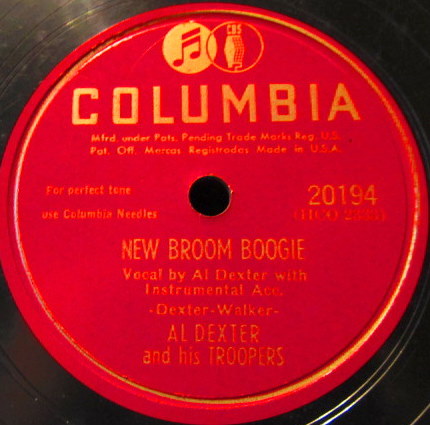 CBS
COLUMBIA
Mfrd. under Pats. Pending Trade Marks Reg. U.S.
Pat. Off. Marcas Registradas Made in U.S.A.
For perfect tone
use Columbia Needles
20194
NEW BROOM BOOGIE
Vocal by Al Dexter with
Instrumental Acc.
-Dexter-Walker-
AL DEXTER
and his TROOPERS